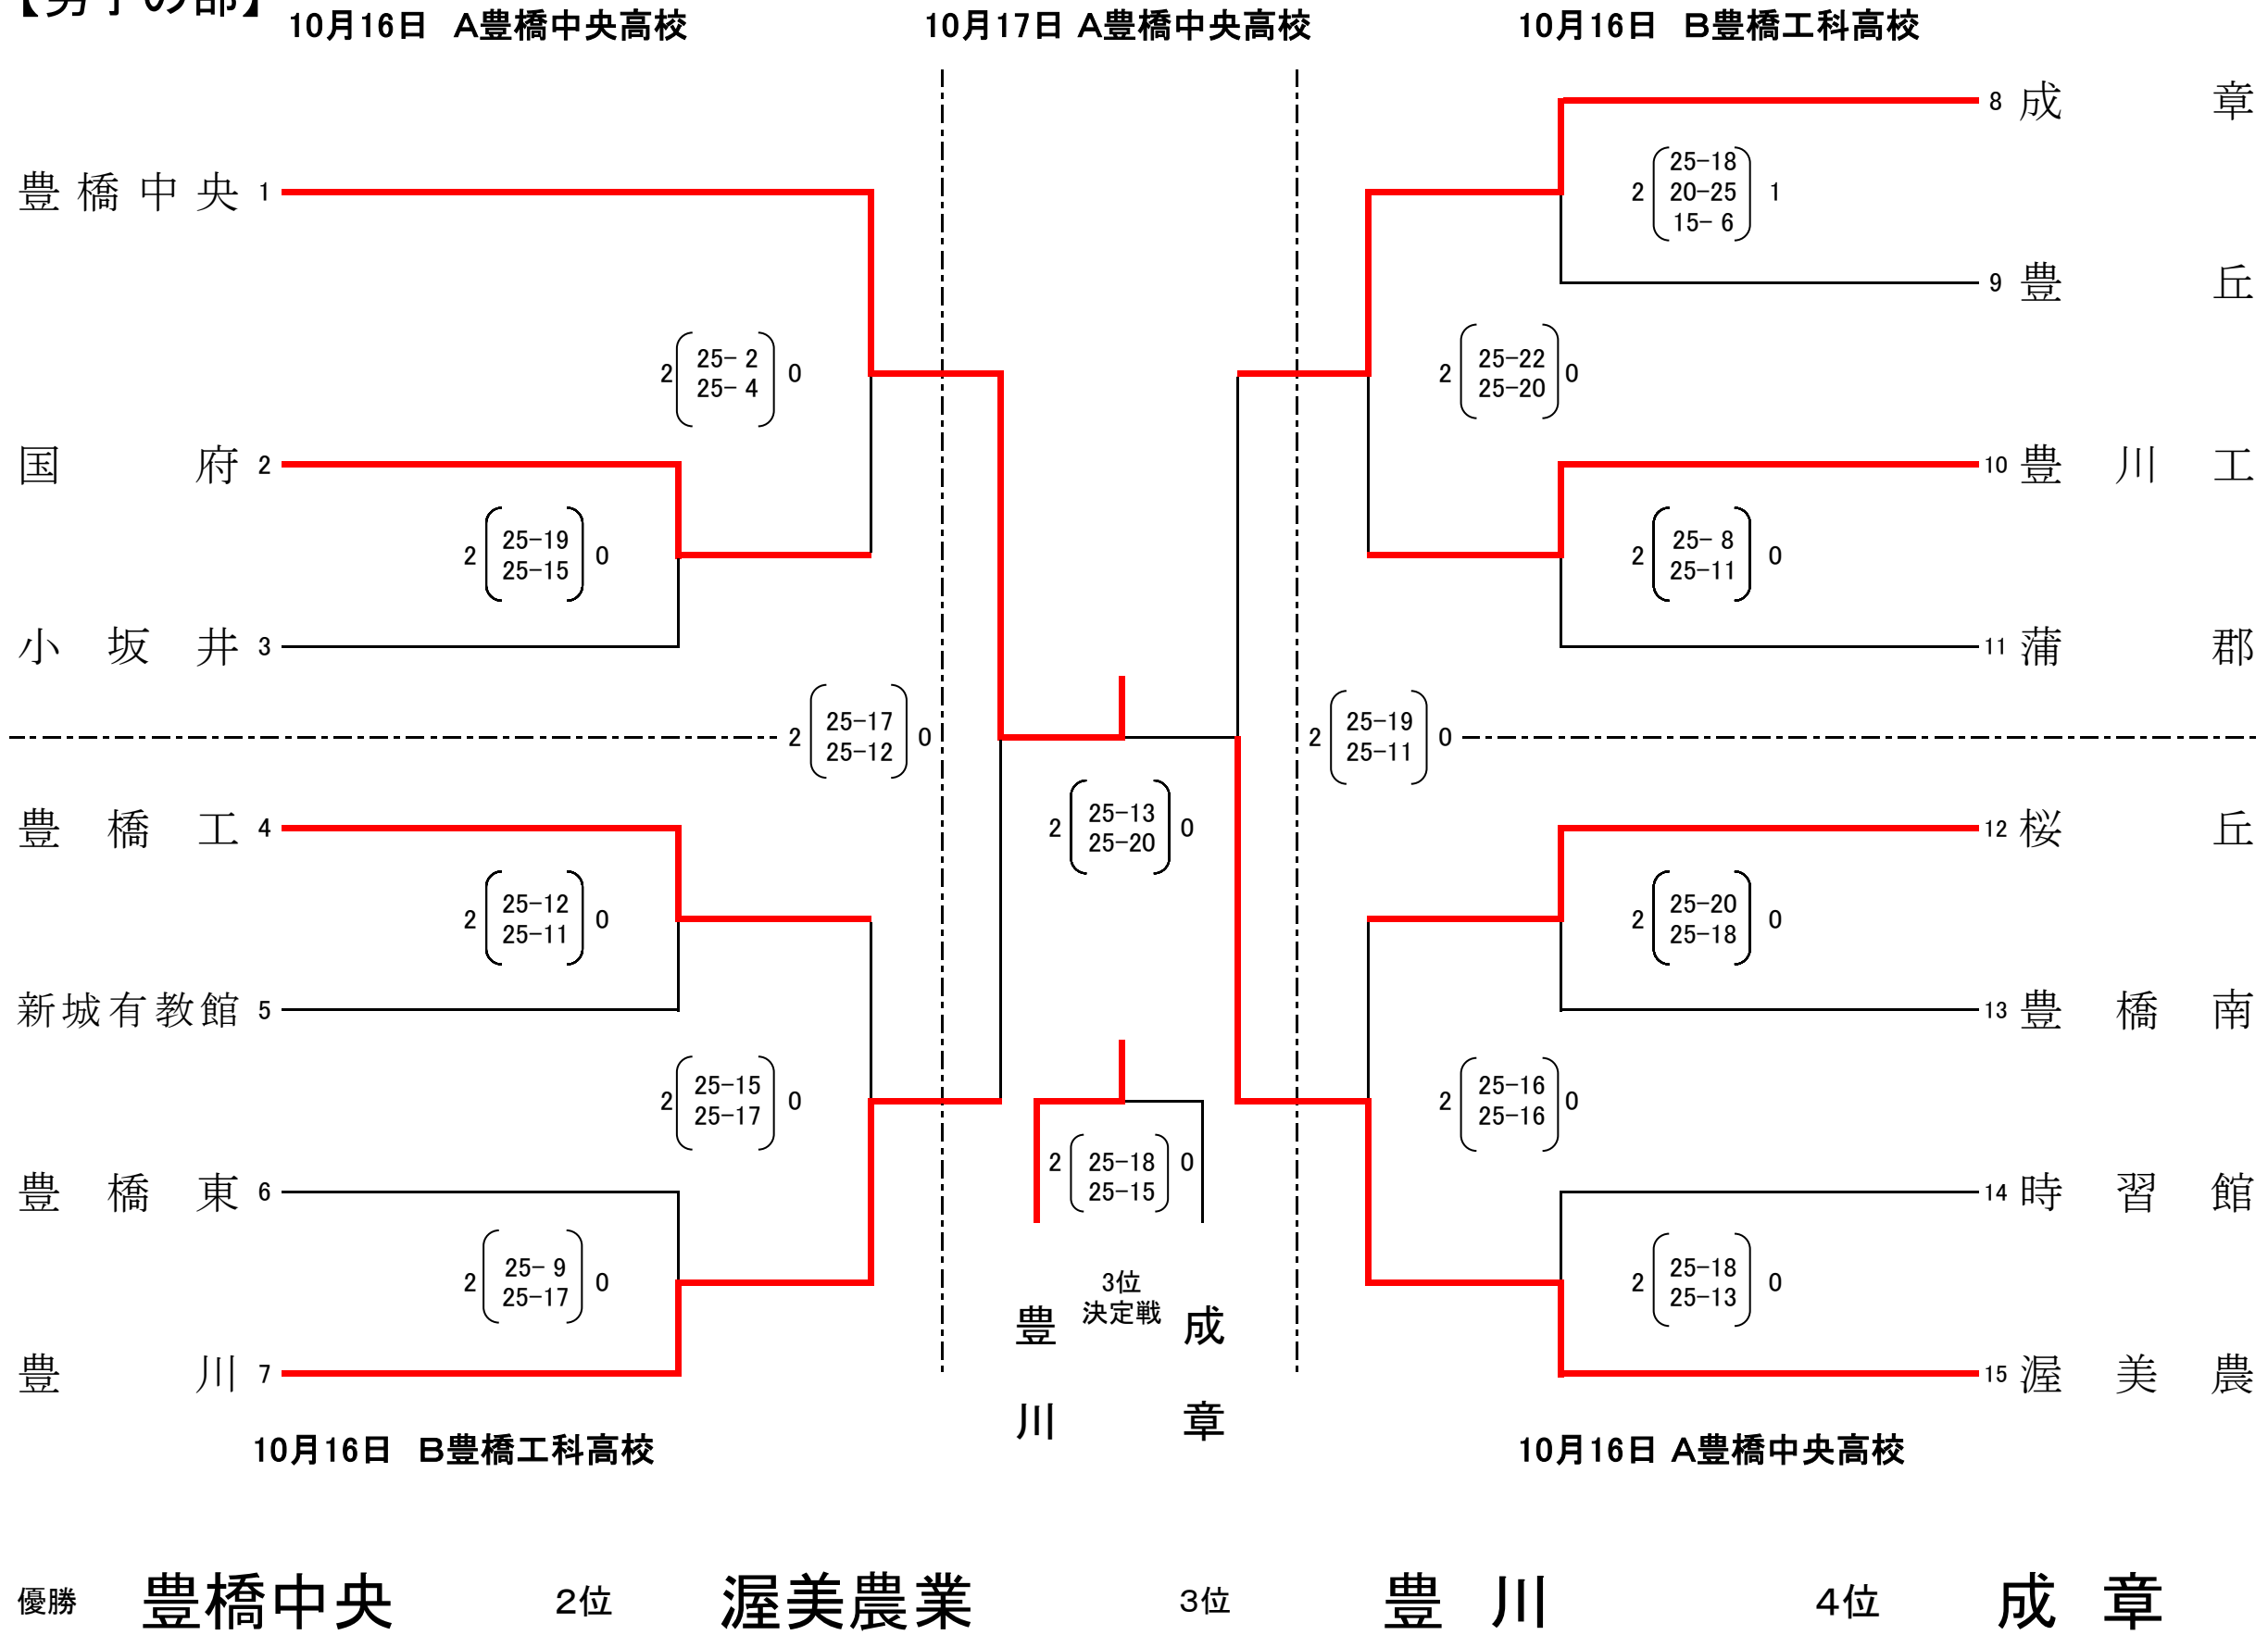 【男子の部】
10月16日 A豊橋中央高校
10月17日 A豊橋中央高校
10月16日 B豊橋工科高校
豊橋中央 1
25- 2
2 0
25- 4
国府 2
25-19
2 0
25-15
小坂井 3
25-17
2 0
25-12
豊橋工 4
25-12
2 0
25-11
新城有教館 5
25-15
2 0
25-17
豊橋東 6
25- 9
2 0
25-17
豊川 7
10月16日 B豊橋工科高校
25-13
2 0
25-20
25-18
2 0
25-15
3位
決定戦
豊川
成章
8 成章
25-18
2 20-25 1
15- 6
9 豊丘
25-22
2 0
25-20
10 豊川工
25- 8
2 0
25-11
11 蒲郡
25-19
2 0
25-11
12 桜丘
25-20
2 0
25-18
13 豊橋南
25-16
2 0
25-16
14 時習館
25-18
2 0
25-13
15 渥美農
10月16日 A豊橋中央高校
優勝 豊橋中央 2位 渥美農業 3位 豊川 4位 成章